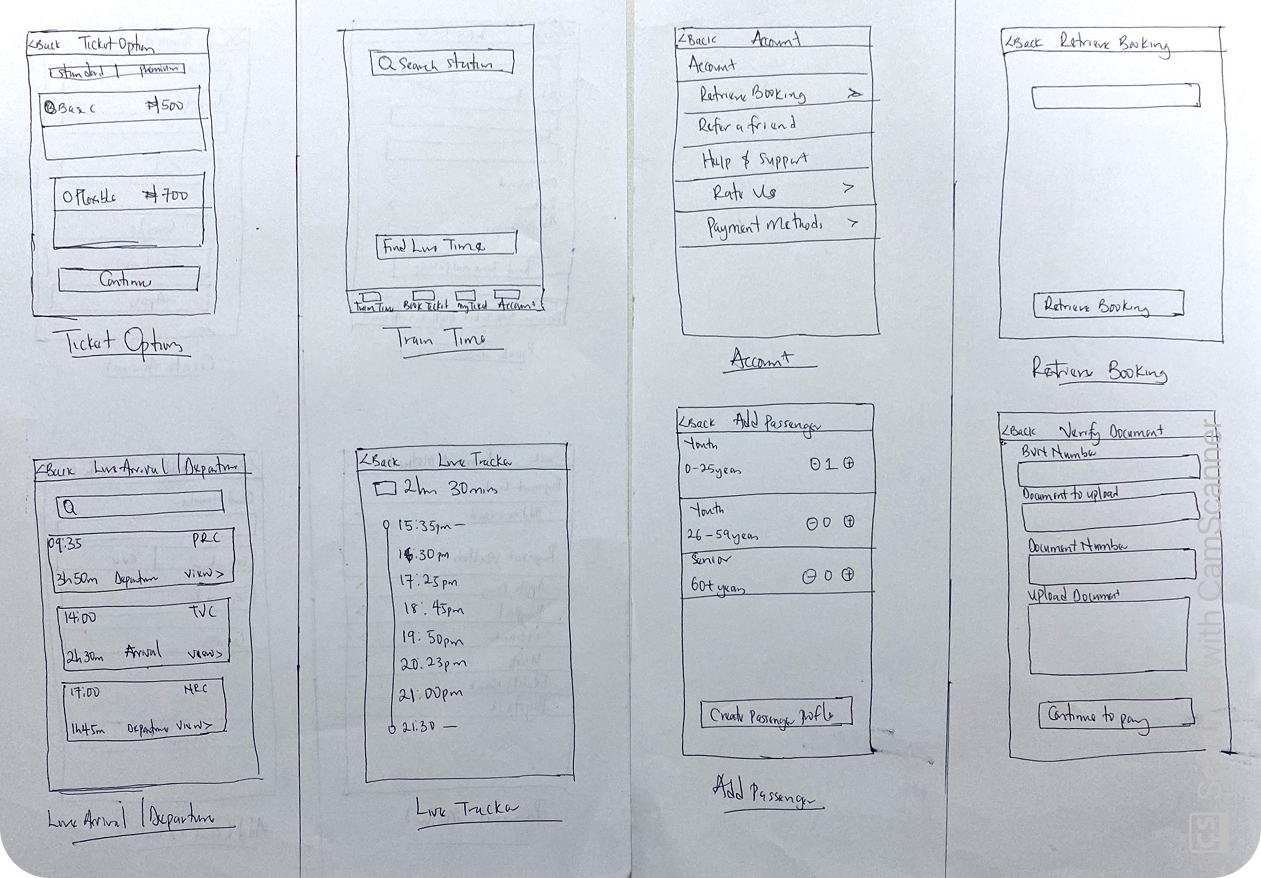 <Back Ticket Option
Standard | Premium
Basic ₦500
Flexible ₦700
Continue
Ticket Options
Q Search station
Find Live Time
Train Time Book Ticket My Ticket Account
Train Time
<Back Account
Account
Retrieve Booking >
Refer a friend
Help & Support
Rate Us >
Payment Methods >
Account
<Back Retrieve Booking
Retrieve Booking
Retrieve Booking
<Back Live Arrival | Departure
Q
09:35 PRC
3h50m Departure View>
14:00 TVC
2h30m Arrival View>
17:00 NRC
1h45m Departure View>
Live Arrival | Departure
<Back Live Tracker
2hr 30mins
15:35pm —
16.30pm
17:25pm
18:45pm
19:50pm
20.23pm
21:00pm
21:30 —
Live Tracker
<Back Add Passenger
Youth
0-25years
1
Youth
26-59years
0
Senior
60+ years
0
Create Passenger Profile
Add Passenger
<Back Verify Document
BVN Number
Document to upload
Document Number
Upload Document
Continue to pay
with CamScanner
CS